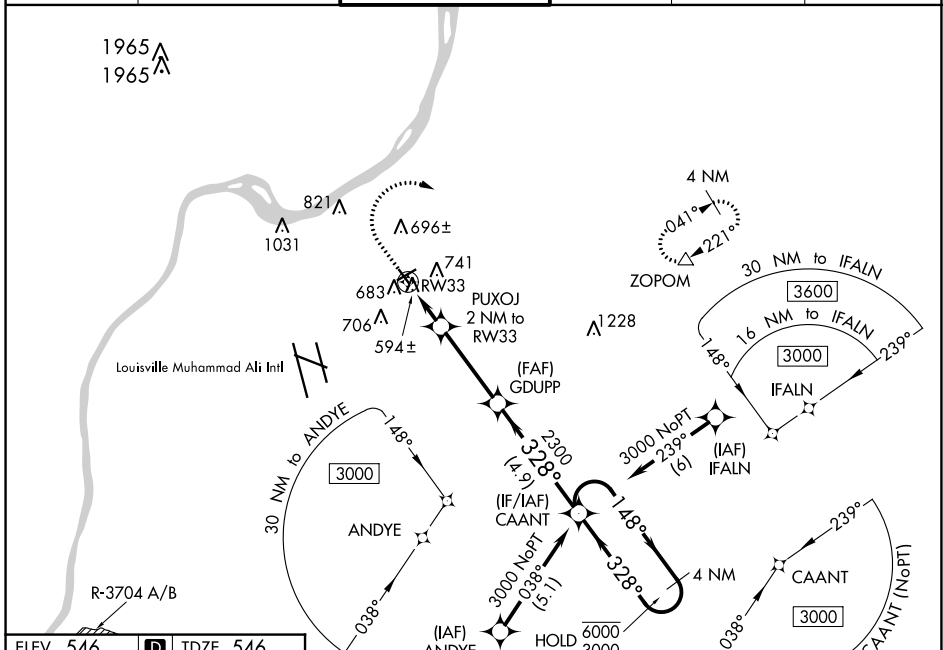 1965
1965
4 NM
821
041°
696±
221°
1031
ZOPOM
30 NM to IFALN
741
3600
RW33
683
PUXOJ
2 NM to
RW33
16 NM to IFALN
706
1228
148°
239°
594±
3000
Louisville Muhammad Ali Intl
(FAF)
GDUPP
IFALN
30 NM to ANDYE
148°
3000 NoPT
239°
(6)
(IAF)
IFALN
2300
328°
(4.9)
3000
(IF/IAF)
CAANT
148°
239°
ANDYE
3000 NoPT
038°
(5.1)
328°
4 NM
CAANT
CAANT (NoPT)
R-3704 A/B
038°
(IAF)
ANDYE
HOLD
6000
3000
038°
3000
ELEV 546
D
TDZE 546